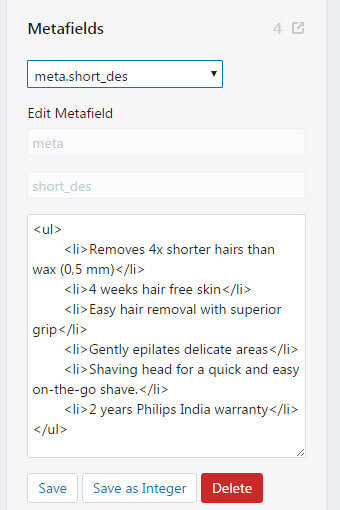 Metafields 4
meta.short_des
Edit Metafield
meta
short_des
<ul>
<li>Removes 4x shorter hairs than
wax (0,5 mm)</li>
<li>4 weeks hair free skin</li>
<li>Easy hair removal with superior
grip</li>
<li>Gently epilates delicate areas</li>
<li>Shaving head for a quick and easy
on-the-go shave.</li>
<li>2 years Philips India warranty</li>
</ul>
Save Save as Integer Delete